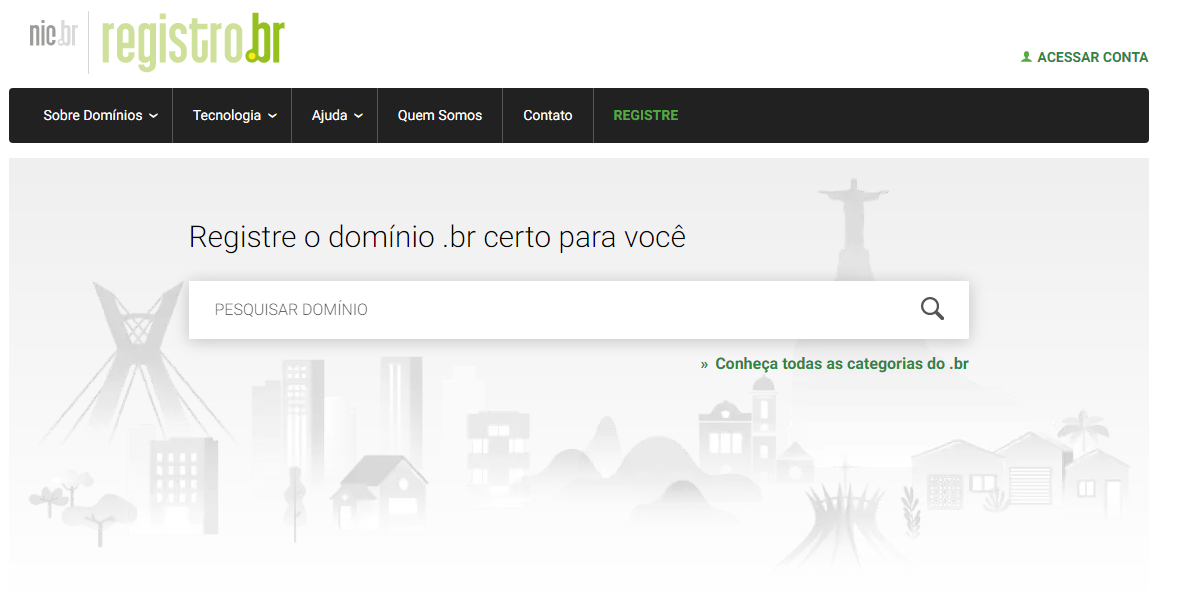 nic.br registro.br
ACESSAR CONTA
Sobre Domínios Tecnologia Ajuda Quem Somos Contato REGISTRE
Registre o domínio .br certo para você
PESQUISAR DOMÍNIO
» Conheça todas as categorias do .br